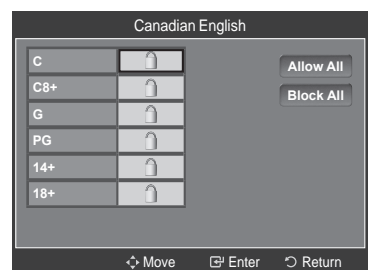 Canadian English
C
Allow All
C8+
Block All
G
PG
14+
18+
Move Enter Return